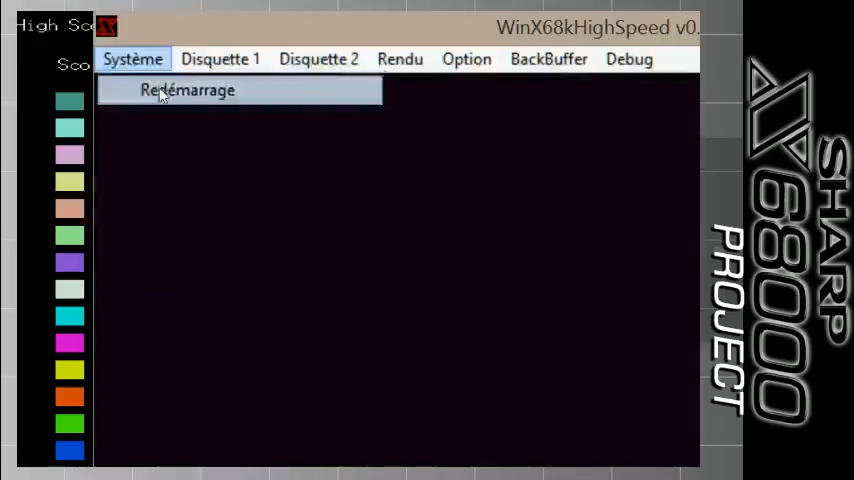 High Sc
WinX68kHighSpeed v0.
Système Disquette 1 Disquette 2 Rendu Option BackBuffer Debug
Sco
Redémarrage
SHARP
X68000
PROJECT